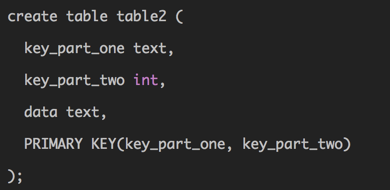 create table table2 (
key_part_one text,
key_part_two int,
data text,
PRIMARY KEY(key_part_one, key_part_two)
);